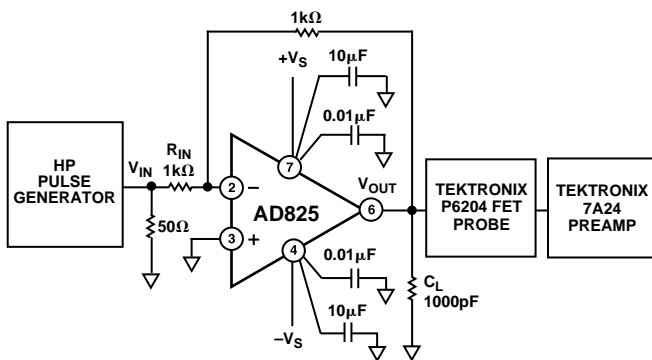 1kΩ
+VS
10µF
0.01µF
HP
PULSE
GENERATOR
VIN
RIN
1kΩ
50Ω
2
−
3
+
7
AD825
4
VOUT
6
TEKTRONIX
P6204 FET
PROBE
TEKTRONIX
7A24
PREAMP
0.01µF
10µF
−VS
CL
1000pF